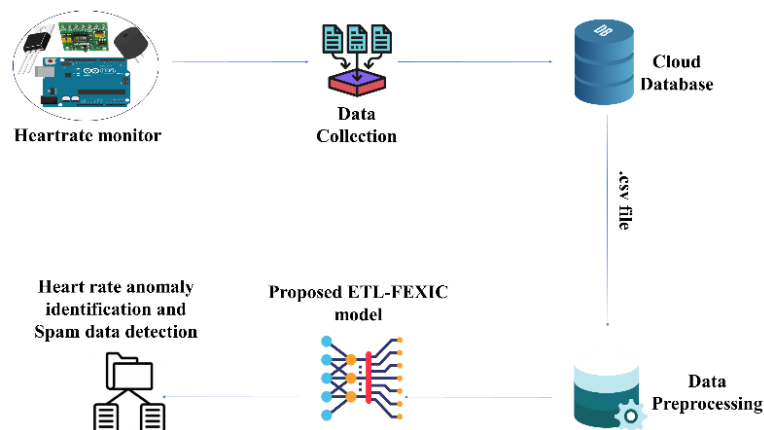 DB
Heartrate monitor
Data
Collection
Cloud
Database
.csv file
Heart rate anomaly
identification and
Spam data detection
Proposed ETL-FEXIC
model
Data
Preprocessing